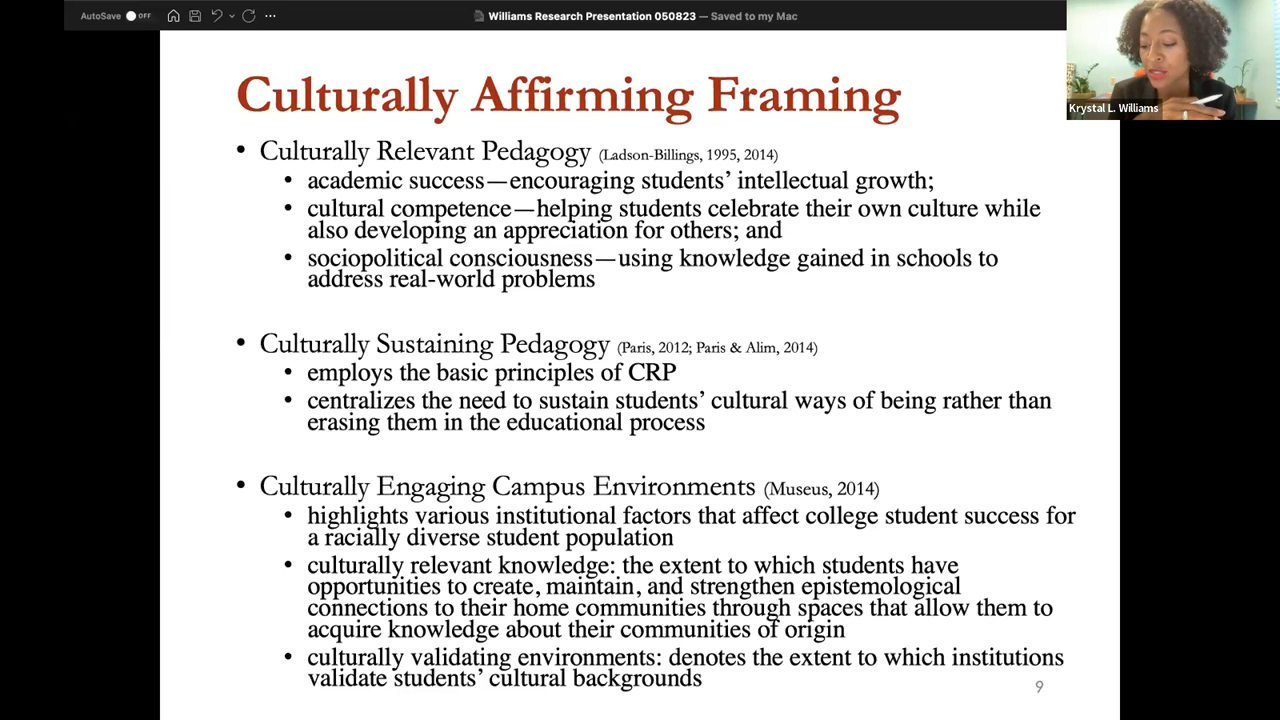 AutoSave OFF
Williams Research Presentation 050823 — Saved to my Mac
Krystal L. Williams
Culturally Affirming Framing
• Culturally Relevant Pedagogy (Ladson-Billings, 1995, 2014)
• academic success—encouraging students’ intellectual growth;
• cultural competence—helping students celebrate their own culture while
also developing an appreciation for others; and
• sociopolitical consciousness—using knowledge gained in schools to
address real-world problems
• Culturally Sustaining Pedagogy (Paris, 2012; Paris & Alim, 2014)
• employs the basic principles of CRP
• centralizes the need to sustain students’ cultural ways of being rather than
erasing them in the educational process
• Culturally Engaging Campus Environments (Museus, 2014)
• highlights various institutional factors that affect college student success for
a racially diverse student population
• culturally relevant knowledge: the extent to which students have
opportunities to create, maintain, and strengthen epistemological
connections to their home communities through spaces that allow them to
acquire knowledge about their communities of origin
• culturally validating environments: denotes the extent to which institutions
validate students’ cultural backgrounds
9